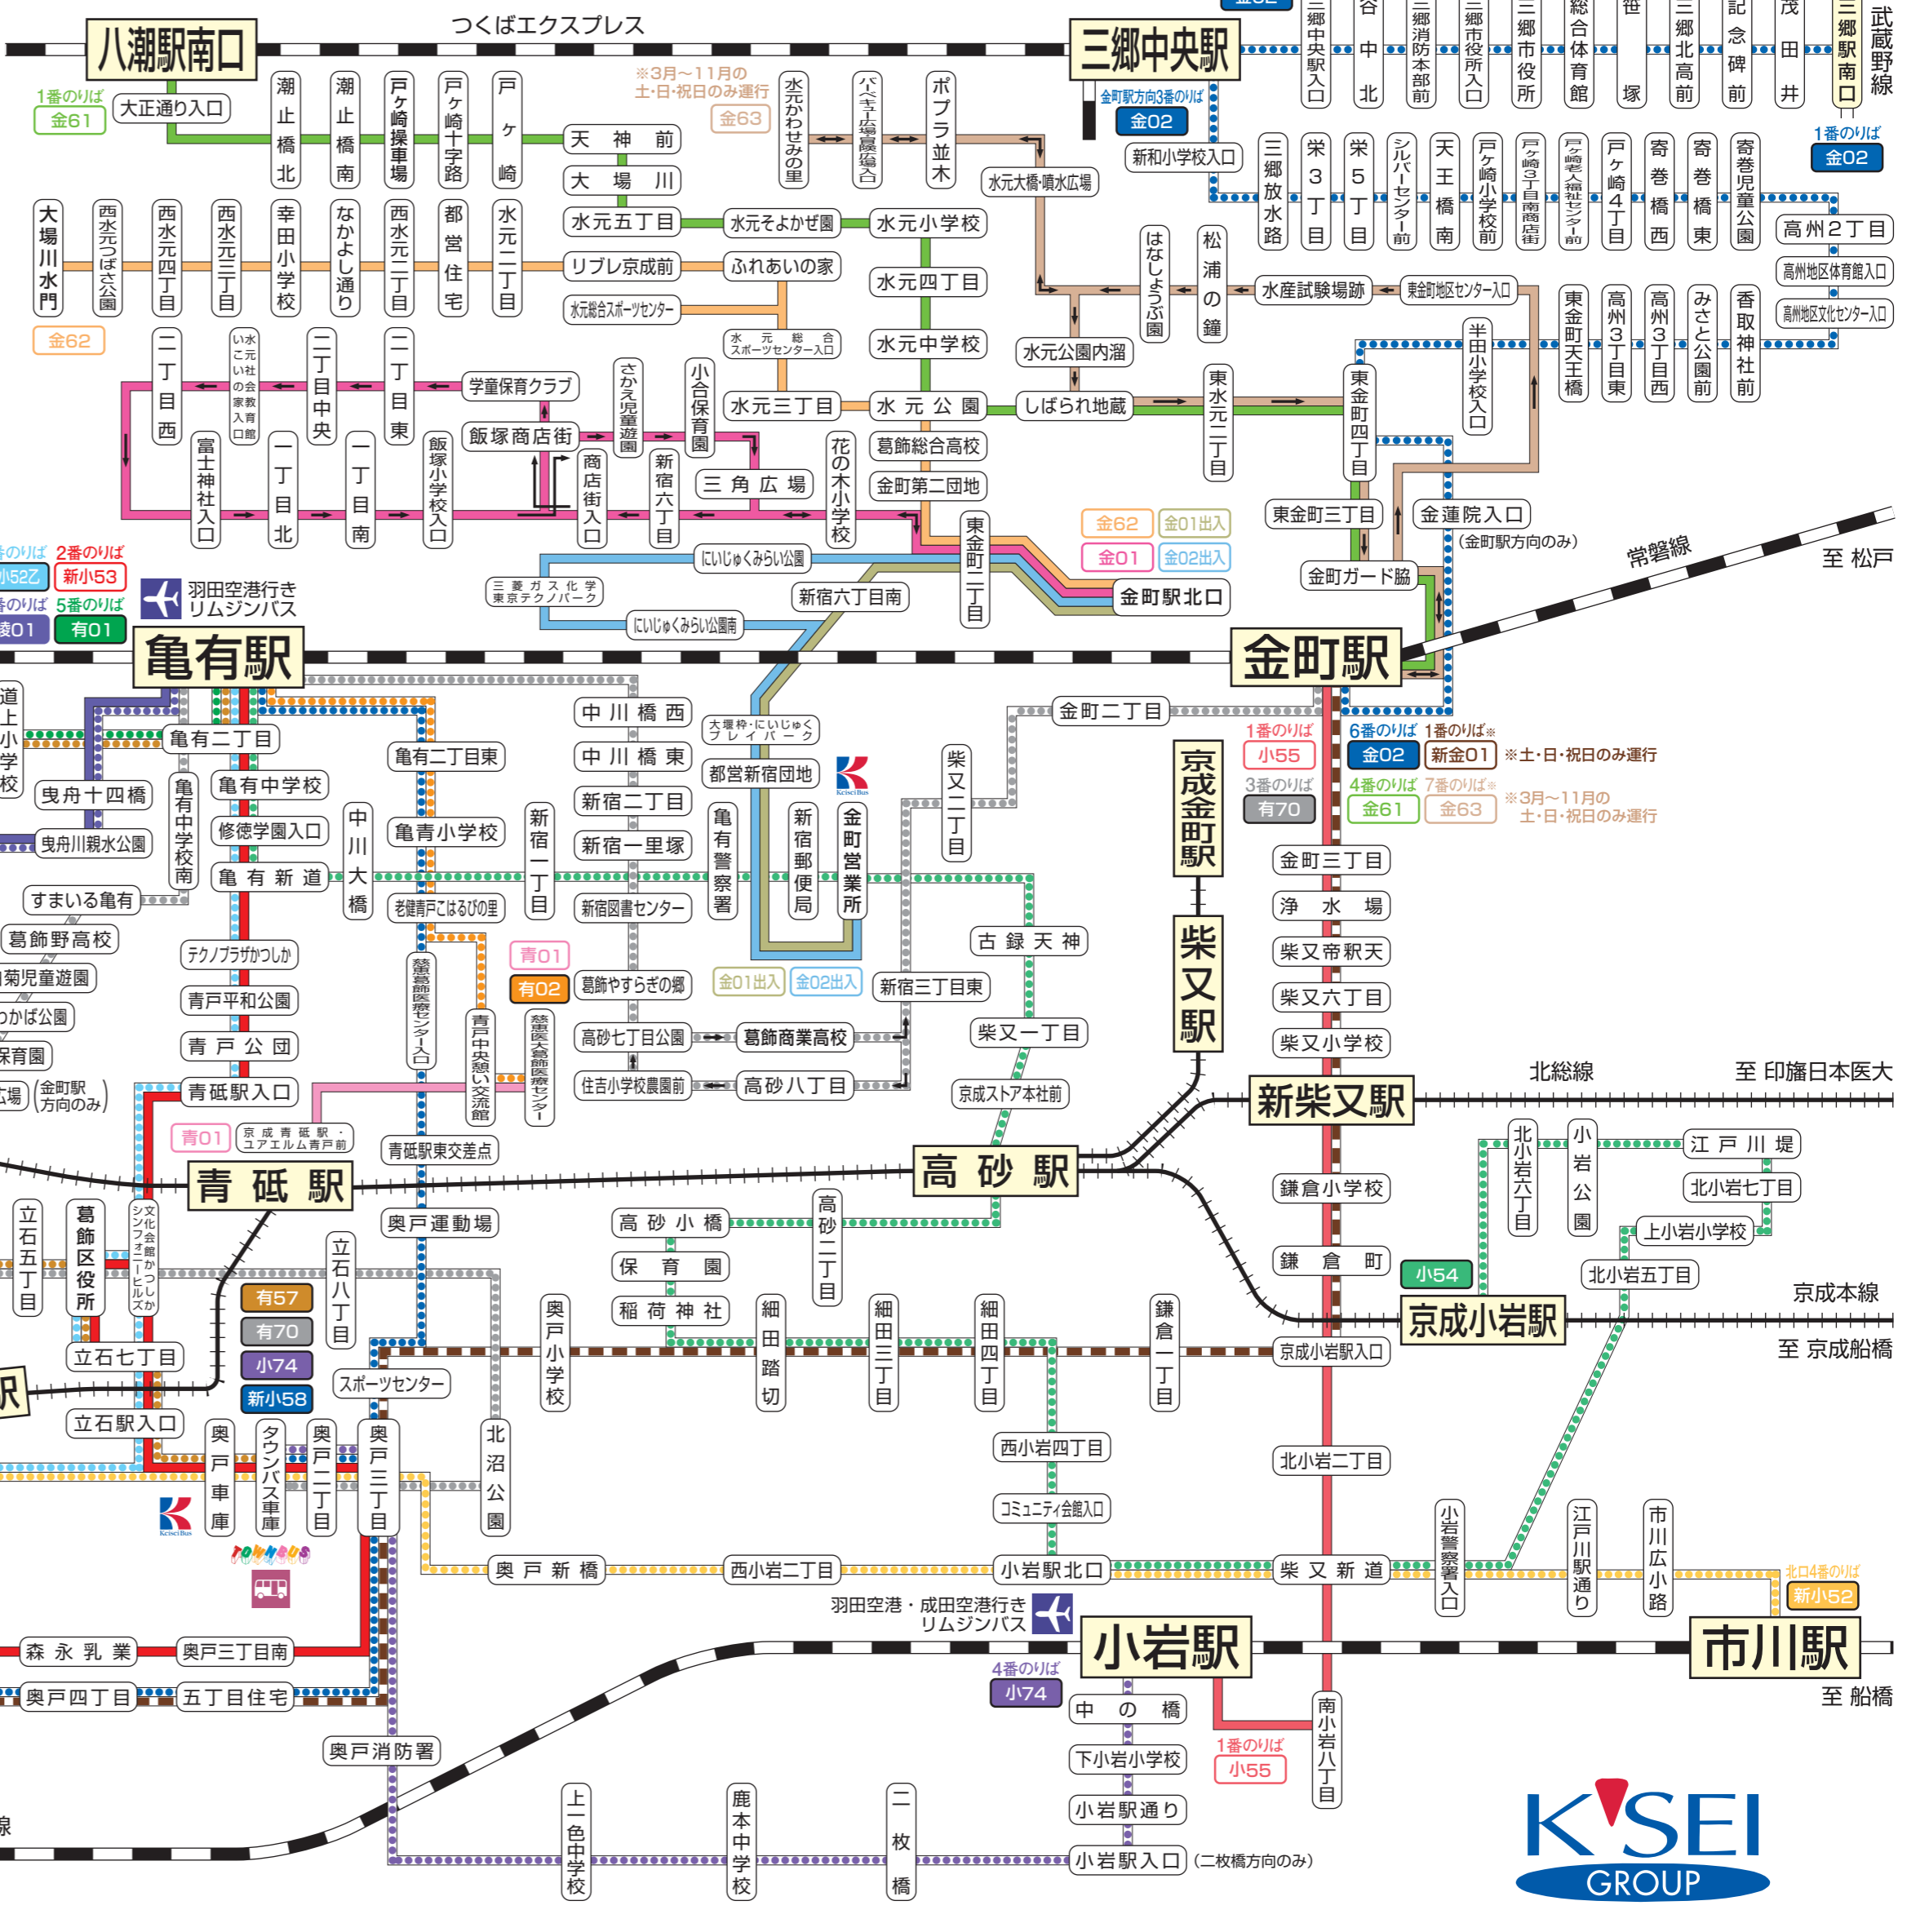 つくばエクスプレス
八潮駅南口
三郷中央駅
三郷中央駅入口
谷中北
三郷消防本部前
三郷市役所入口
三郷市役所
総合体育館
笹塚
三郷北高前
記念碑前
茂田井
三郷駅南口
武蔵野線
1番のりば
金61
大正通り入口
潮止橋北
潮止橋南
戸ヶ崎操車場
戸ヶ崎十字路
戸ヶ崎
天神前
大場川
※3月～11月の
土・日・祝日のみ運行
金63
水元かわせみの里
バーベキュー広場冒険広場入口
ポプラ並木
水元大橋・噴水広場
金町駅方向3番のりば
金02
新和小学校入口
三郷放水路
栄3丁目
栄5丁目
シルバーセンター前
天王橋南
戸ヶ崎小学校前
戸ヶ崎3丁目南商店街
戸ヶ崎老人福祉センター前
戸ヶ崎4丁目
寄巻橋西
寄巻橋東
寄巻児童公園
1番のりば
金02
高州2丁目
高州地区体育館入口
高州地区文化センター入口
大場川水門
西水元つばさ公園
西水元四丁目
西水元三丁目
幸田小学校
なかよし通り
西水元二丁目
都営住宅
水元二丁目
水元五丁目
水元そよかぜ園
水元小学校
リブレ京成前
ふれあいの家
水元四丁目
水元総合スポーツセンター
水元総合
スポーツセンター入口
水元中学校
はなしょうぶ園
松浦の鐘
水産試験場跡
東金町地区センター入口
水元公園内溜
半田小学校入口
東金町天王橋
高州3丁目東
高州3丁目西
みさと公園前
香取神社前
金62
二丁目西
水元社会教育館
いこいの家入口
二丁目中央
二丁目東
学童保育クラブ
さかえ児童遊園
小合保育園
水元三丁目
水元公園
しばられ地蔵
東水元二丁目
東金町四丁目
飯塚商店街
葛飾総合高校
富士神社入口
一丁目北
一丁目南
飯塚小学校入口
商店街入口
新宿六丁目
三角広場
花の木小学校
金町第二団地
東金町三丁目
金蓮院入口
(金町駅方向のみ)
東金町二丁目
金62
金01出入
金01
金02出入
金町ガード脇
常磐線
至 松戸
にいじゅくみらい公園
三菱ガス化学
東京テクノパーク
新宿六丁目南
金町駅北口
にいじゅくみらい公園南
番のりば
小52乙
2番のりば
新小53
番のりば
綾01
5番のりば
有01
羽田空港行き
リムジンバス
亀有駅
金町駅
道上小学校
亀有二丁目
曳舟十四橋
曳舟川親水公園
亀有中学校南
亀有中学校
修徳学園入口
亀有新道
中川大橋
亀有二丁目東
亀青小学校
老健青戸こはるびの里
新宿一丁目
中川橋西
中川橋東
新宿二丁目
新宿一里塚
新宿図書センター
大堰枠・にいじゅく
プレイパーク
都営新宿団地
亀有警察署
新宿郵便局
金町営業所
KeiseiBus
柴又二丁目
金町二丁目
京成金町駅
1番のりば
小55
6番のりば
金02
1番のりば※
新金01
※土・日・祝日のみ運行
3番のりば
有70
4番のりば
金61
7番のりば※
金63
※3月～11月の
土・日・祝日のみ運行
金町三丁目
浄水場
柴又帝釈天
柴又六丁目
柴又小学校
柴又駅
すまいる亀有
葛飾野高校
菊児童遊園
わかば公園
保育園
広場
(金町駅
方向のみ)
テクノプラザかつしか
青戸平和公園
青戸公団
青砥駅入口
慈恵葛飾医療センター入口
青戸中央憩い交流館
慈恵医大葛飾医療センター
青01
有02
葛飾やすらぎの郷
金01出入
金02出入
高砂七丁目公園
葛飾商業高校
住吉小学校農園前
高砂八丁目
新宿三丁目東
古録天神
柴又一丁目
京成ストア本社前
青01
京成青砥駅・
ユアエルム青戸前
青砥駅東交差点
青砥駅
高砂駅
新柴又駅
北総線
至 印旛日本医大
北小岩六丁目
小岩公園
江戸川堤
北小岩七丁目
上小岩小学校
北小岩五丁目
立石五丁目
葛飾区役所
文化会館かつしか
シンフォニーヒルズ
立石八丁目
奥戸運動場
高砂小橋
高砂二丁目
保育園
稲荷神社
鎌倉小学校
鎌倉町
小54
京成小岩駅
京成本線
至 京成船橋
有57
有70
小74
新小58
立石七丁目
立石駅入口
駅
スポーツセンター
奥戸小学校
細田踏切
細田三丁目
細田四丁目
鎌倉一丁目
京成小岩駅入口
奥戸車庫
タウンバス車庫
奥戸二丁目
奥戸三丁目
北沼公園
KeiseiBus
TOWNBUS
西小岩四丁目
コミュニティ会館入口
北小岩二丁目
奥戸新橋
西小岩二丁目
小岩駅北口
柴又新道
小岩警察署入口
江戸川駅通り
市川広小路
北口4番のりば
新小52
羽田空港・成田空港行き
リムジンバス
小岩駅
市川駅
至 船橋
森永乳業
奥戸三丁目南
奥戸四丁目
五丁目住宅
奥戸消防署
4番のりば
小74
中の橋
下小岩小学校
小岩駅通り
小岩駅入口
(二枚橋方向のみ)
1番のりば
小55
南小岩八丁目
上一色中学校
鹿本中学校
二枚橋
線
K'SEI
GROUP